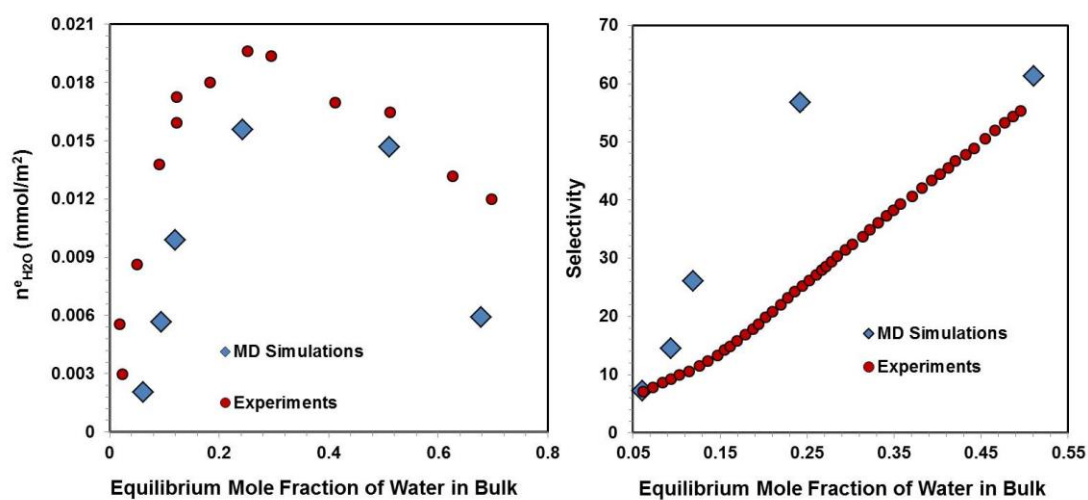 0.021
0.018
0.015
0.012
0.009
0.006
0.003
0
nᵉH2O (mmol/m²)
MD Simulations
Experiments
0 0.2 0.4 0.6 0.8
Equilibrium Mole Fraction of Water in Bulk
70
60
50
40
30
20
10
0
Selectivity
MD Simulations
Experiments
0.05 0.15 0.25 0.35 0.45 0.55
Equilibrium Mole Fraction of Water in Bulk